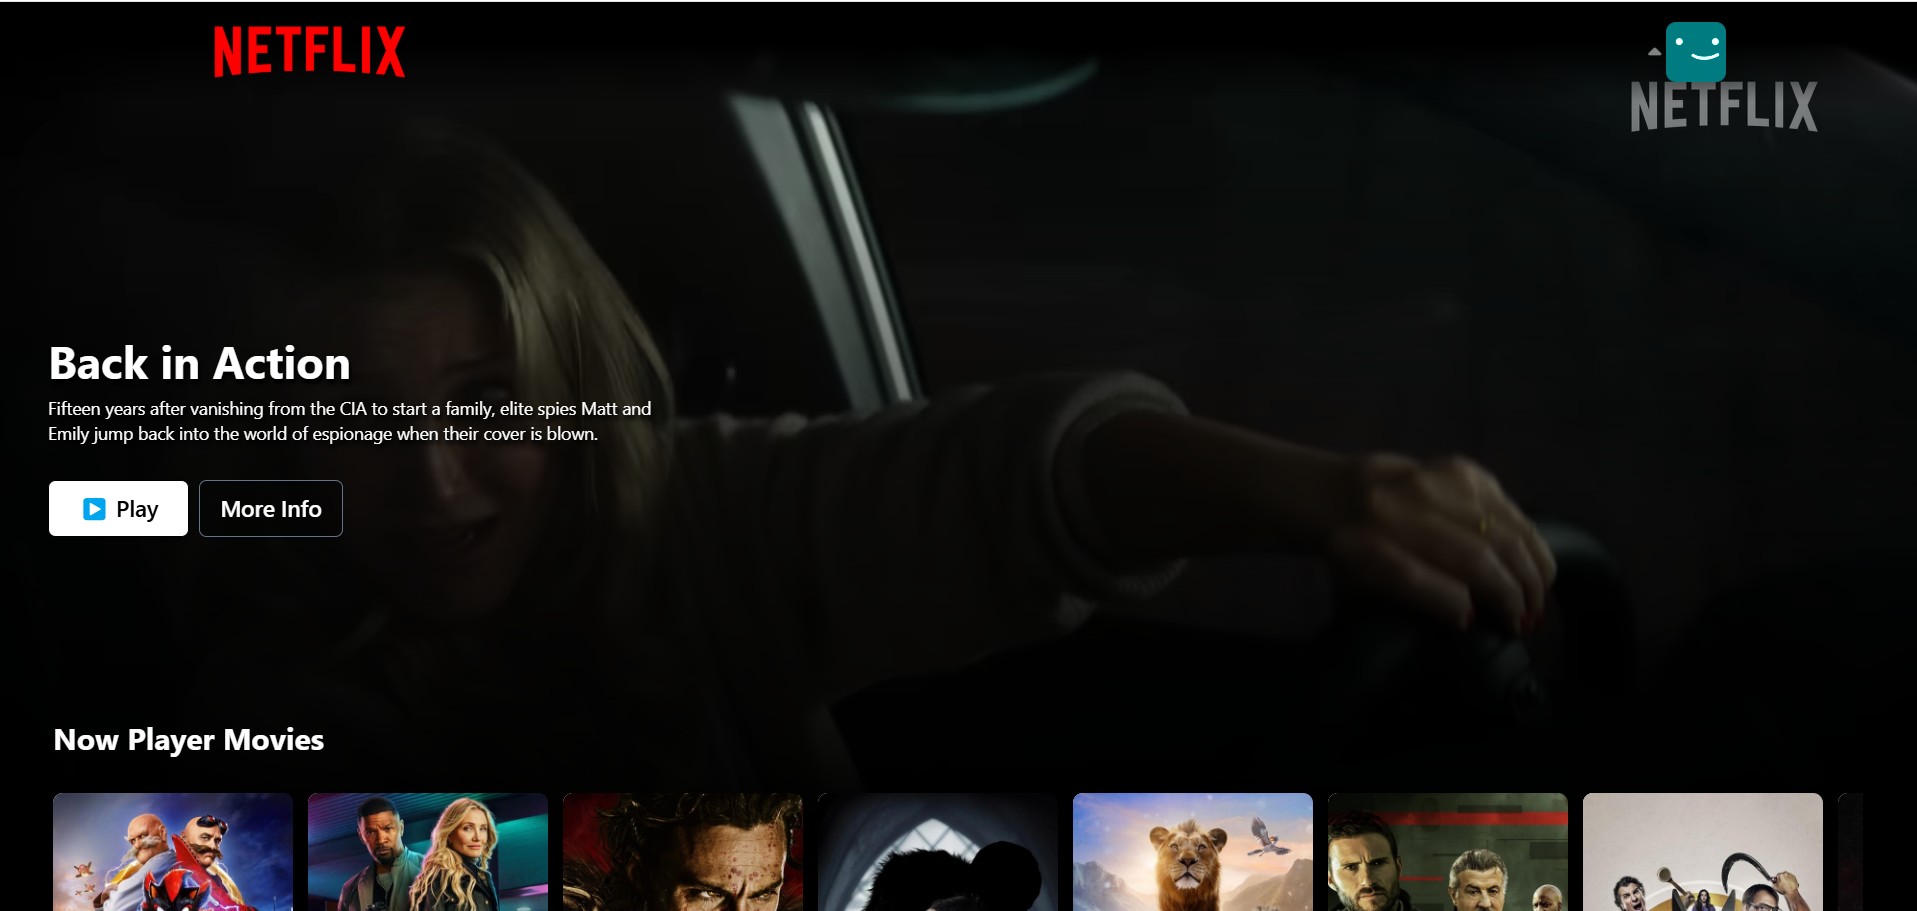 NETFLIX
NETFLIX
Back in Action
Fifteen years after vanishing from the CIA to start a family, elite spies Matt and
Emily jump back into the world of espionage when their cover is blown.
Play
More Info
Now Player Movies